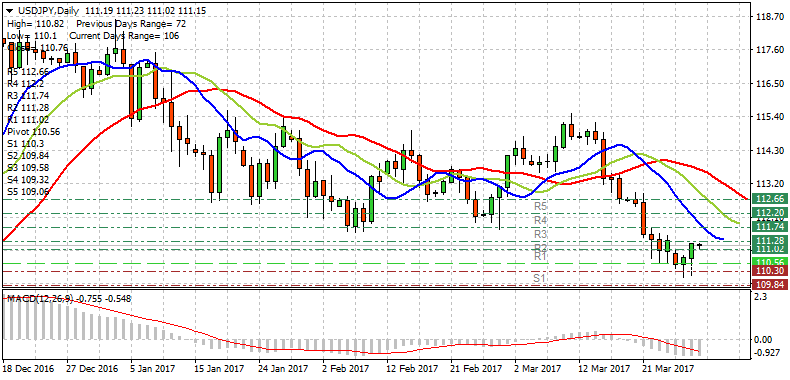 USDJPY,Daily 111.19 111.23 111.02 111.15
High= 110.82 Previous Days Range= 72
Low= 110.1 Current Days Range= 106
Close= 110.76
R5 112.66
R4 112.2
R3 111.74
R2 111.28
R1 111.02
Pivot 110.56
S1 110.3
S2 109.84
S3 109.58
S4 109.32
S5 109.06
118.70
117.60
116.50
115.40
114.30
113.20
112.66
112.20
111.74
111.28
111.02
110.56
110.30
109.84
R5
R4
R3
R2
R1
S1
MACD(12,26,9) -0.755 -0.548
2.3
0.00
-0.927
18 Dec 2016 27 Dec 2016 5 Jan 2017 15 Jan 2017 24 Jan 2017 2 Feb 2017 12 Feb 2017 21 Feb 2017 2 Mar 2017 12 Mar 2017 21 Mar 2017